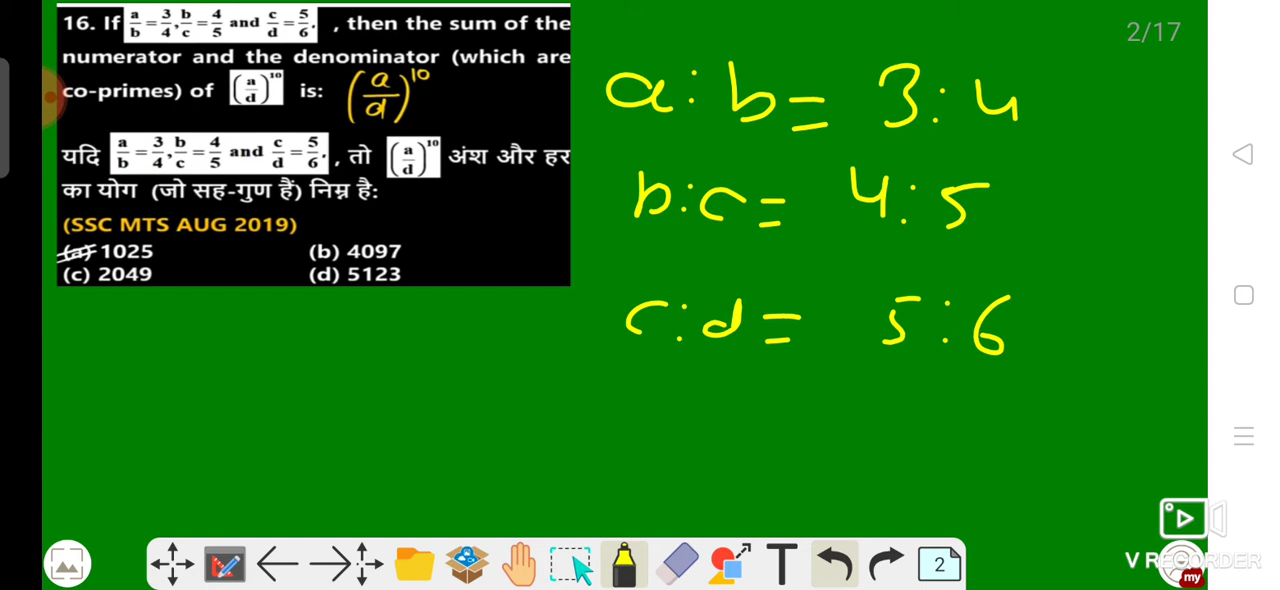 2/17
16. If a/b = 3/4, b/c = 4/5 and c/d = 5/6, , then the sum of the
numerator and the denominator (which are
co-primes) of (a/d)^10 is: (a/d)^10
यदि a/b = 3/4, b/c = 4/5 and c/d = 5/6, , तो (a/d)^10 अंश और हर
का योग (जो सह-गुण हैं) निम्न है:
(SSC MTS AUG 2019)
(a) 1025 (b) 4097
(c) 2049 (d) 5123
a : b = 3 : 4
b : c = 4 : 5
c : d = 5 : 6
T
2
V RECORDER
my